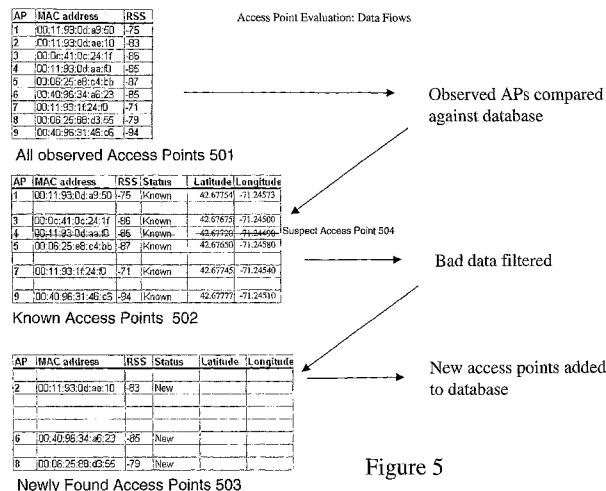 Access Point Evaluation: Data Flows
AP MAC address RSS
1 00:11:93:0d:a9:50 -75
2 00:11:93:0d:ae:10 -83
3 00:0c:41:0c:24:1f -86
4 00:11:93:0d:aa:f0 -85
5 00:06:25:e8:c4:bb -87
6 00:40:96:34:a6:23 -85
7 00:11:93:1f:24:f0 -71
8 00:06:25:88:d3:55 -79
9 00:40:96:31:46:c6 -94
All observed Access Points 501
Observed APs compared
against database
AP MAC address RSS Status Latitude Longitude
1 00:11:93:0d:a9:50 -75 Known 42.67754 -71.24573
3 00:0c:41:0c:24:1f -86 Known 42.67675 -71.24500
4 00:11:93:0d:aa:f0 -85 Known Suspect Access Point 504
5 00:06:25:e8:c4:bb -87 Known 42.67650 -71.24580
7 00:11:93:1f:24:f0 -71 Known 42.67745 -71.24540
9 00:40:96:31:46:c6 -94 Known 42.67777 -71.24510
Known Access Points 502
Bad data filtered
AP MAC address RSS Status Latitude Longitude
2 00:11:93:0d:ae:10 -83 New
6 00:40:96:34:a6:23 -85 New
8 00:06:25:88:d3:55 -79 New
Newly Found Access Points 503
New access points added
to database
Figure 5